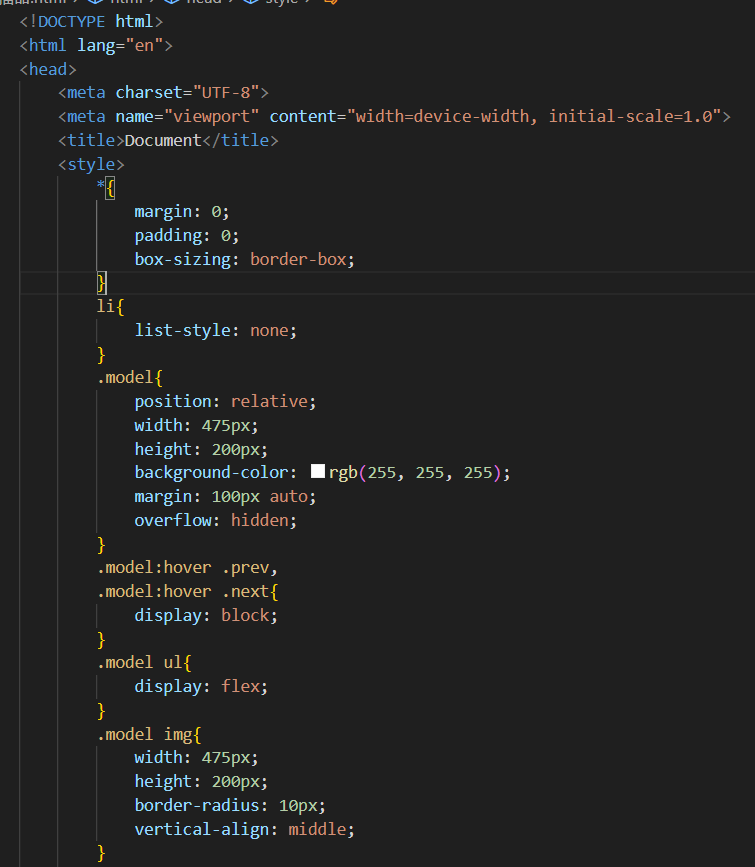 html › html › head › style ›
<!DOCTYPE html>
<html lang="en">
<head>
    <meta charset="UTF-8">
    <meta name="viewport" content="width=device-width, initial-scale=1.0">
    <title>Document</title>
    <style>
        *{
            margin: 0;
            padding: 0;
            box-sizing: border-box;
        }
        li{
            list-style: none;
        }
        .model{
            position: relative;
            width: 475px;
            height: 200px;
            background-color: rgb(255, 255, 255);
            margin: 100px auto;
            overflow: hidden;
        }
        .model:hover .prev,
        .model:hover .next{
            display: block;
        }
        .model ul{
            display: flex;
        }
        .model img{
            width: 475px;
            height: 200px;
            border-radius: 10px;
            vertical-align: middle;
        }